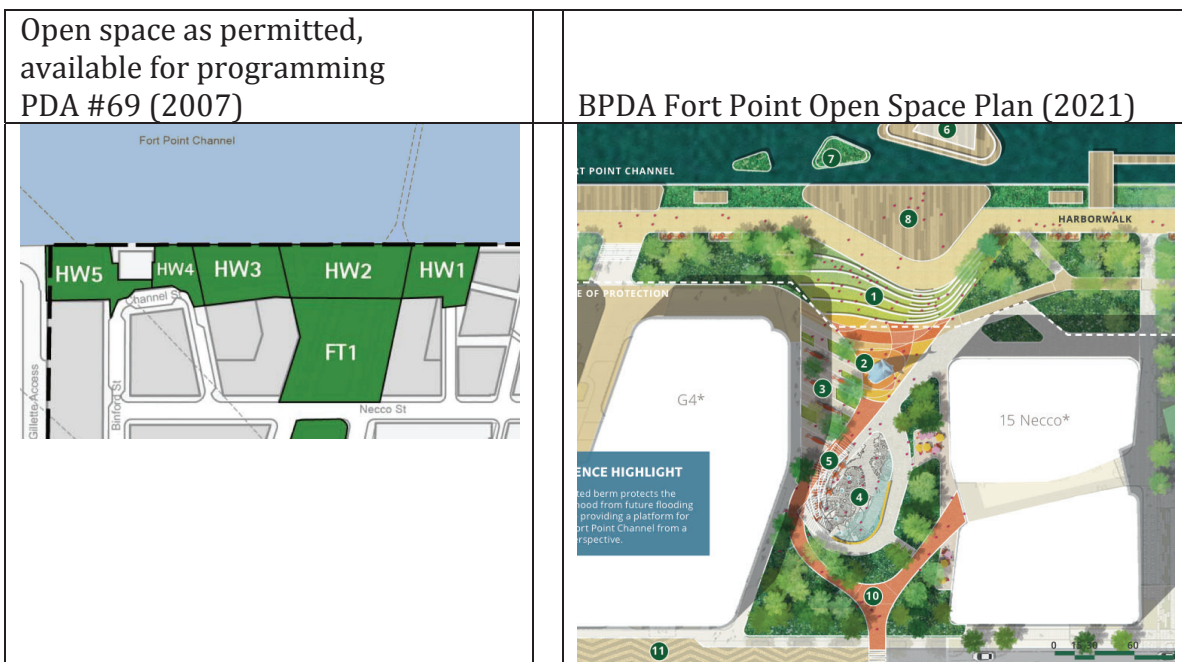 Open space as permitted,
available for programming
PDA #69 (2007)
BPDA Fort Point Open Space Plan (2021)
Fort Point Channel
HW5
HW4
HW3
HW2
HW1
Channel St
FT1
Necco St
Binford St
Gillette Access
6
7
RT POINT CHANNEL
8
HARBORWALK
1
E OF PROTECTION
2
3
G4*
15 Necco*
5
4
ENCE HIGHLIGHT
ted berm protects the
hood from future flooding
providing a platform for
ort Point Channel from a
erspective.
10
11
0 15 30 60